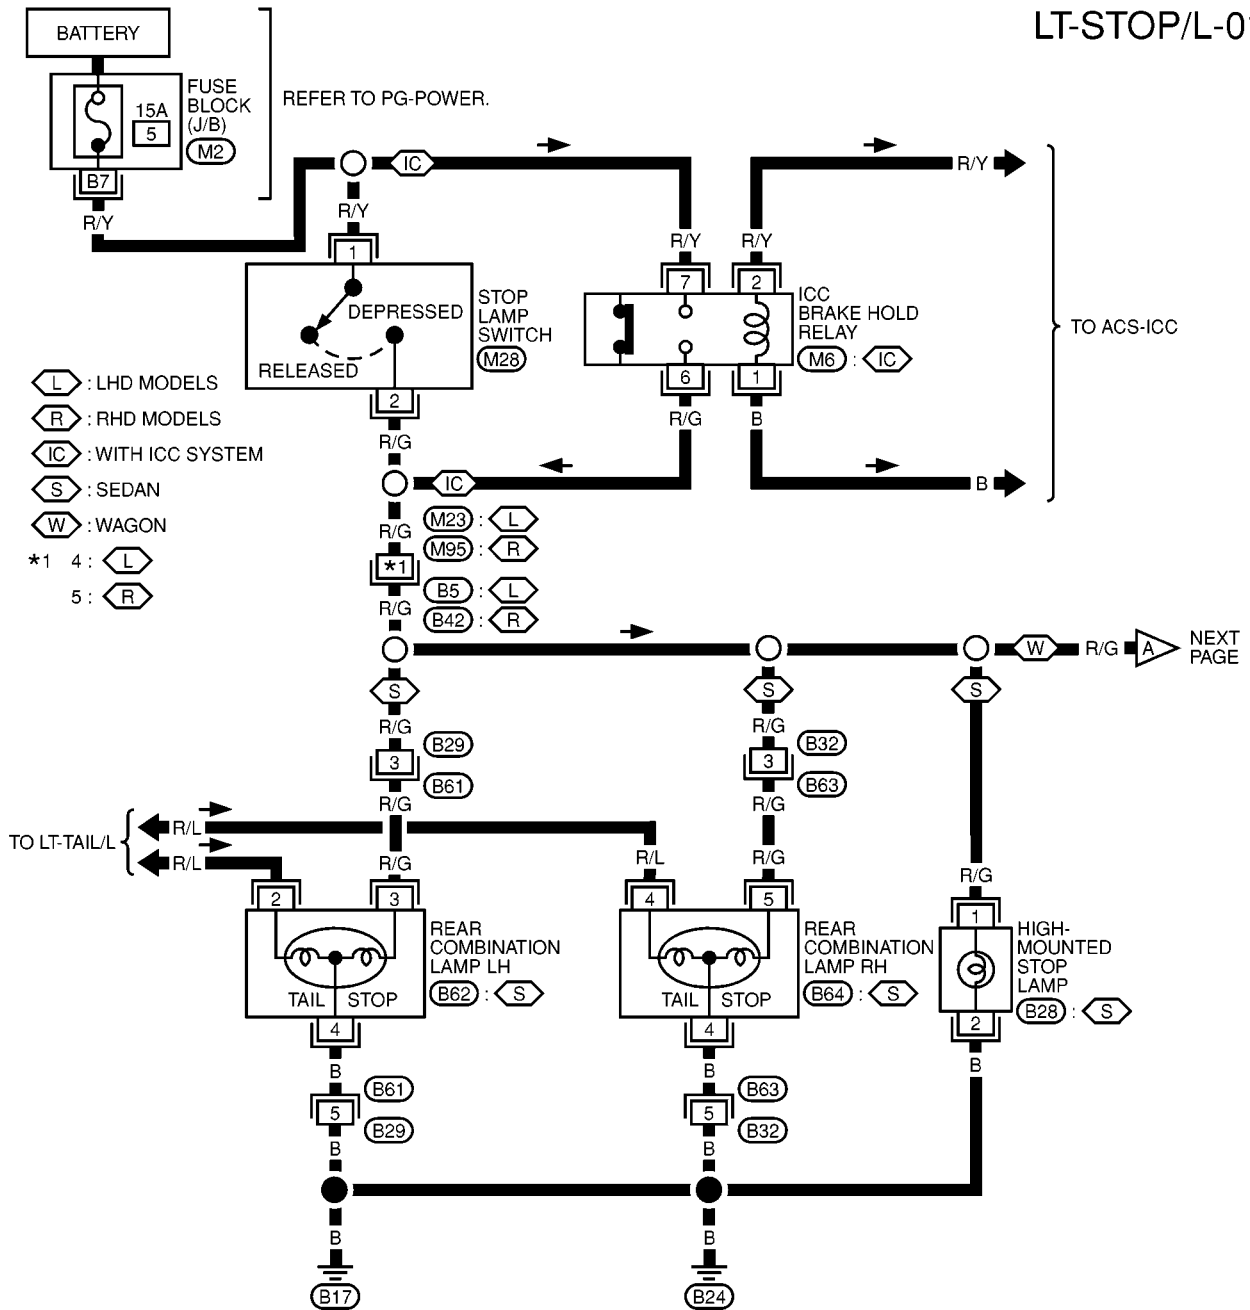 LT-STOP/L-01
BATTERY
FUSE
BLOCK
(J/B)
M2
15A
5
REFER TO PG-POWER.
B7
R/Y
IC
R/Y
R/Y
1
R/Y
R/Y
7
2
DEPRESSED
RELEASED
STOP
LAMP
SWITCH
M28
2
ICC
BRAKE HOLD
RELAY
M6 : IC
TO ACS-ICC
6
1
R/G
B
L : LHD MODELS
R : RHD MODELS
IC : WITH ICC SYSTEM
S : SEDAN
W : WAGON
*1 4 : L
5 : R
R/G
IC
B
R/G
M23 : L
M95 : R
*1
B5 : L
B42 : R
R/G
W
R/G
A
NEXT
PAGE
S
S
S
R/G
R/G
B29
3
B61
B32
3
B63
R/G
R/G
TO LT-TAIL/L
R/L
R/L
R/G
R/L
R/G
R/G
2
3
4
5
1
TAIL STOP
REAR
COMBINATION
LAMP LH
B62 : S
TAIL STOP
REAR
COMBINATION
LAMP RH
B64 : S
HIGH-
MOUNTED
STOP
LAMP
B28 : S
4
4
2
B
B
B
B61
5
B29
B63
5
B32
B
B
B
B
B17
B24